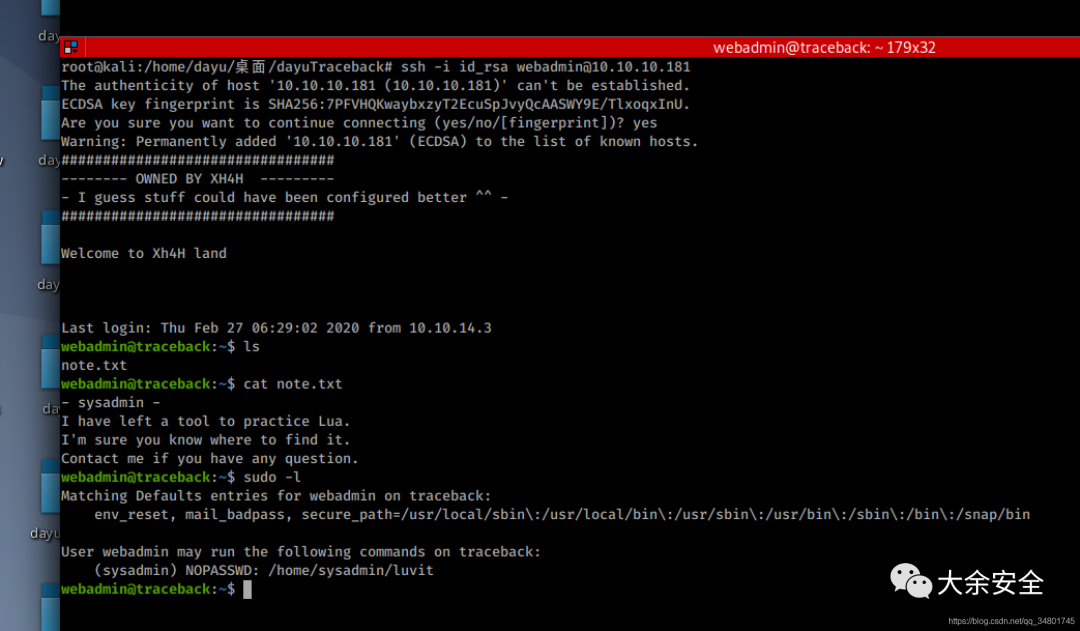 webadmin@traceback: ~ 179x32
root@kali:/home/dayu/桌面/dayuTraceback# ssh -i id_rsa webadmin@10.10.10.181
The authenticity of host '10.10.10.181 (10.10.10.181)' can't be established.
ECDSA key fingerprint is SHA256:7PFVHQKwaybxzyT2EcuSpJvyQcAASWY9E/TlxoqxInU.
Are you sure you want to continue connecting (yes/no/[fingerprint])? yes
Warning: Permanently added '10.10.10.181' (ECDSA) to the list of known hosts.
#################################
-------- OWNED BY XH4H  ---------
- I guess stuff could have been configured better ^^ -
#################################
Welcome to Xh4H land
Last login: Thu Feb 27 06:29:02 2020 from 10.10.14.3
webadmin@traceback:~$ ls
note.txt
webadmin@traceback:~$ cat note.txt
- sysadmin -
I have left a tool to practice Lua.
I'm sure you know where to find it.
Contact me if you have any question.
webadmin@traceback:~$ sudo -l
Matching Defaults entries for webadmin on traceback:
    env_reset, mail_badpass, secure_path=/usr/local/sbin\:/usr/local/bin\:/usr/sbin\:/usr/bin\:/sbin\:/bin\:/snap/bin
User webadmin may run the following commands on traceback:
    (sysadmin) NOPASSWD: /home/sysadmin/luvit
webadmin@traceback:~$
day
day
day
da
dayu
大余安全
https://blog.csdn.net/qq_34801745